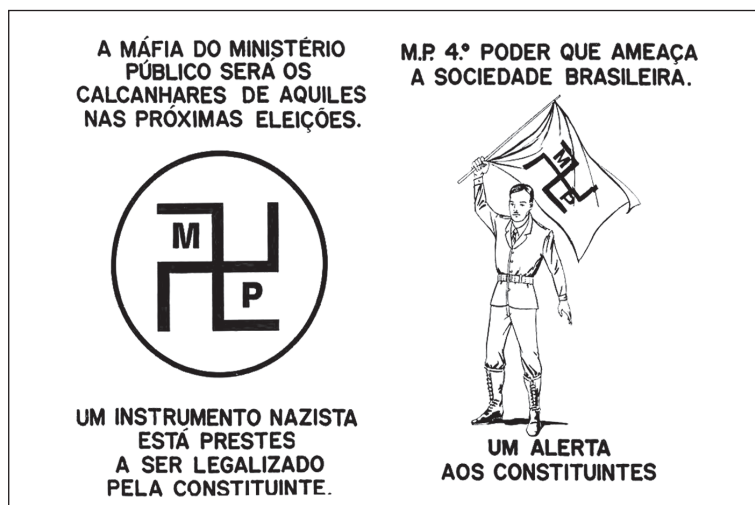 A MÁFIA DO MINISTÉRIO
PÚBLICO SERÁ OS
CALCANHARES DE AQUILES
NAS PRÓXIMAS ELEIÇÕES.
M
P
UM INSTRUMENTO NAZISTA
ESTÁ PRESTES
A SER LEGALIZADO
PELA CONSTITUINTE.
M.P. 4.º PODER QUE AMEAÇA
A SOCIEDADE BRASILEIRA.
M
P
UM ALERTA
AOS CONSTITUINTES